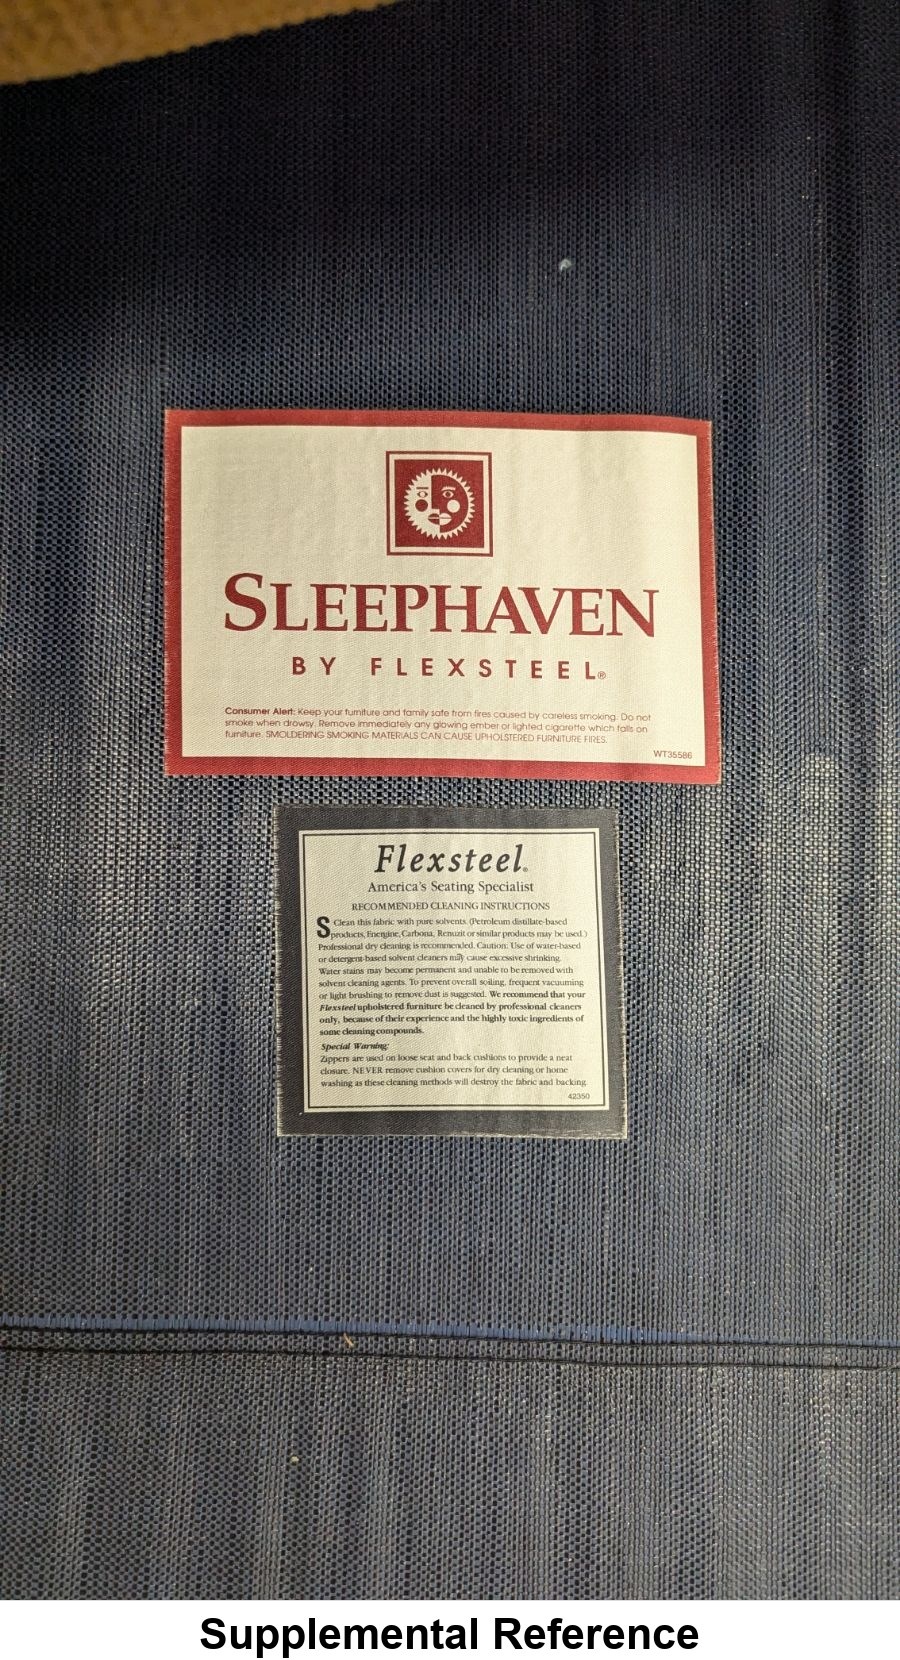 SLEEPHAVEN
BY FLEXSTEEL®
Consumer Alert: Keep your furniture and family safe from fires caused by careless smoking. Do not
smoke when drowsy. Remove immediately any glowing ember or lighted cigarette which falls on
furniture. SMOLDERING SMOKING MATERIALS CAN CAUSE UPHOLSTERED FURNITURE FIRES.
WT35586
Flexsteel®
America's Seating Specialist
RECOMMENDED CLEANING INSTRUCTIONS
S Clean this fabric with pure solvents. (Petroleum distillate-based
products, Energine, Carbona, Renuzit or similar products may be used.)
Professional dry cleaning is recommended. Caution: Use of water-based
or detergent-based solvent cleaners may cause excessive shrinking.
Water stains may become permanent and unable to be removed with
solvent cleaning agents. To prevent overall soiling, frequent vacuuming
or light brushing to remove dust is suggested. We recommend that your
Flexsteel upholstered furniture be cleaned by professional cleaners
only, because of their experience and the highly toxic ingredients of
some cleaning compounds.
Special Warning:
Zippers are used on loose seat and back cushions to provide a neat
closure. NEVER remove cushion covers for dry cleaning or home
washing as these cleaning methods will destroy the fabric and backing.
42350
Supplemental Reference